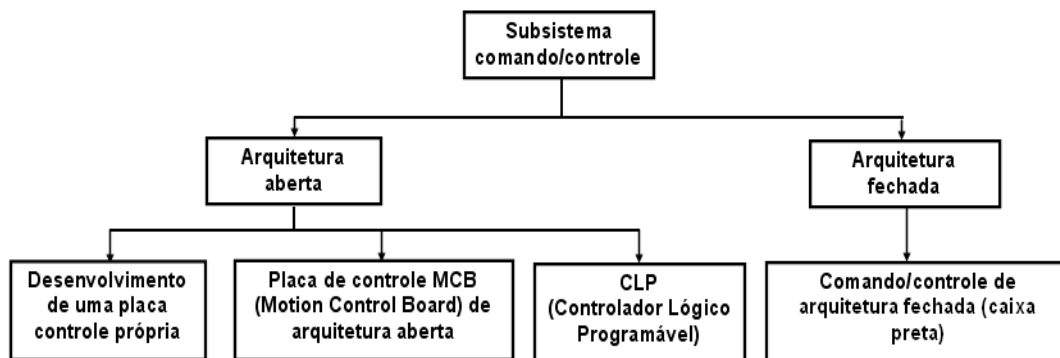 Subsistema
comando/controle
Arquitetura
aberta
Arquitetura
fechada
Desenvolvimento
de uma placa
controle própria
Placa de controle MCB
(Motion Control Board) de
arquitetura aberta
CLP
(Controlador Lógico
Programável)
Comando/controle de
arquitetura fechada (caixa
preta)